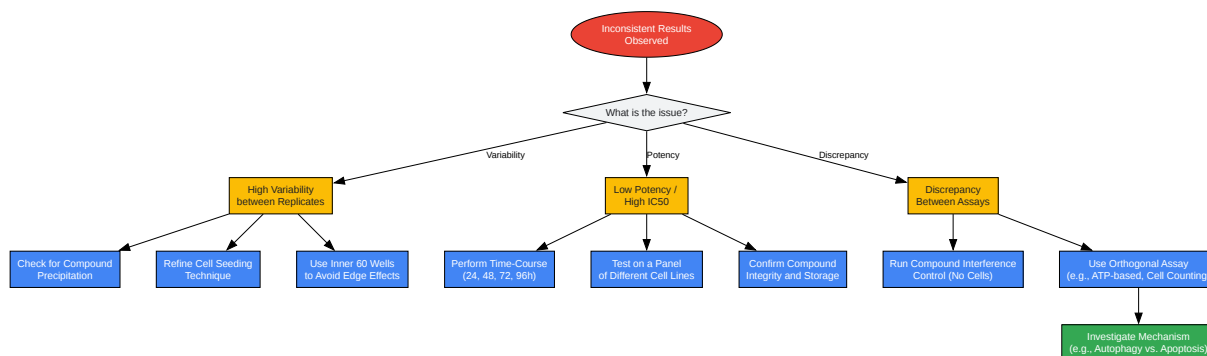 Inconsistent Results
Observed
What is the issue?
Variability
Potency
Discrepancy
High Variability
between Replicates
Low Potency /
High IC50
Discrepancy
Between Assays
Check for Compound
Precipitation
Refine Cell Seeding
Technique
Use Inner 60 Wells
to Avoid Edge Effects
Perform Time-Course
(24, 48, 72, 96h)
Test on a Panel
of Different Cell Lines
Confirm Compound
Integrity and Storage
Run Compound Interference
Control (No Cells)
Use Orthogonal Assay
(e.g., ATP-based, Cell Counting)
Investigate Mechanism
(e.g., Autophagy vs. Apoptosis)